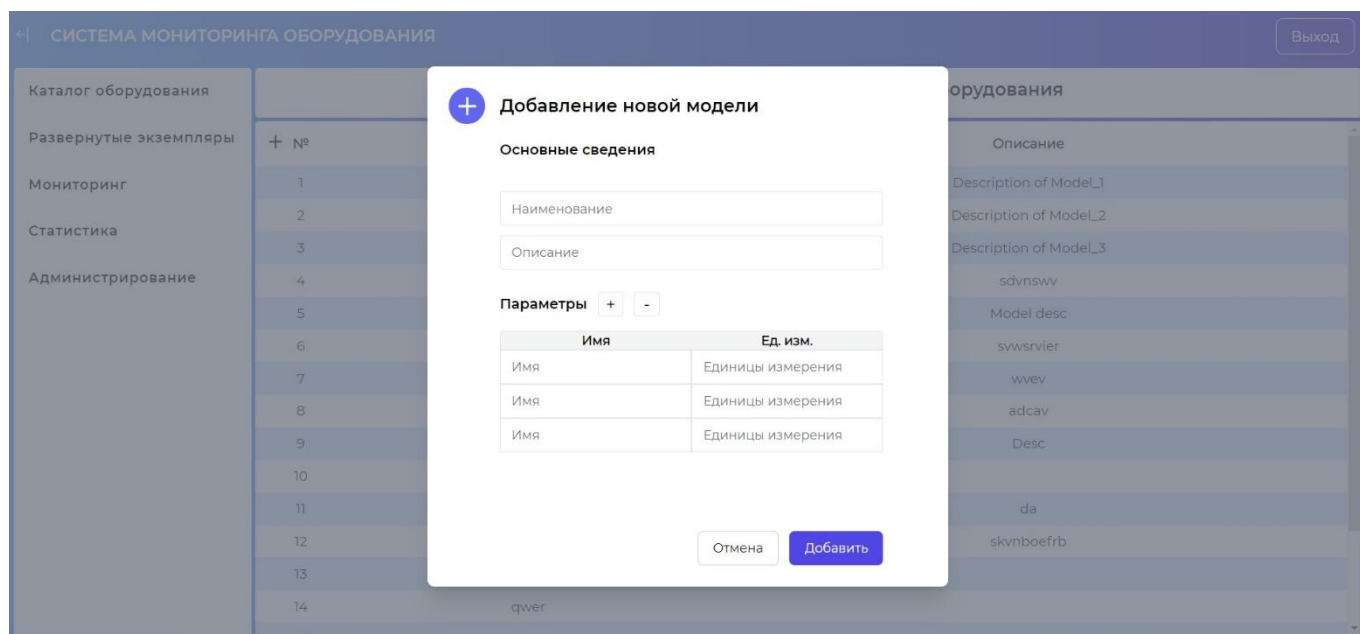 СИСТЕМА МОНИТОРИНГА ОБОРУДОВАНИЯ
Выход
Каталог оборудования
Развернутые экземпляры
Мониторинг
Статистика
Администрирование
орудования
+ № Описание
1 Description of Model_1
2 Description of Model_2
3 Description of Model_3
4 sdvnswv
5 Model desc
6 svwsrvier
7 wvev
8 adcav
9 Desc
10
11 da
12 skvnboefrb
13
14 qwer
Добавление новой модели
Основные сведения
Наименование
Описание
Параметры + -
Имя Ед. изм.
Имя Единицы измерения
Имя Единицы измерения
Имя Единицы измерения
Отмена Добавить